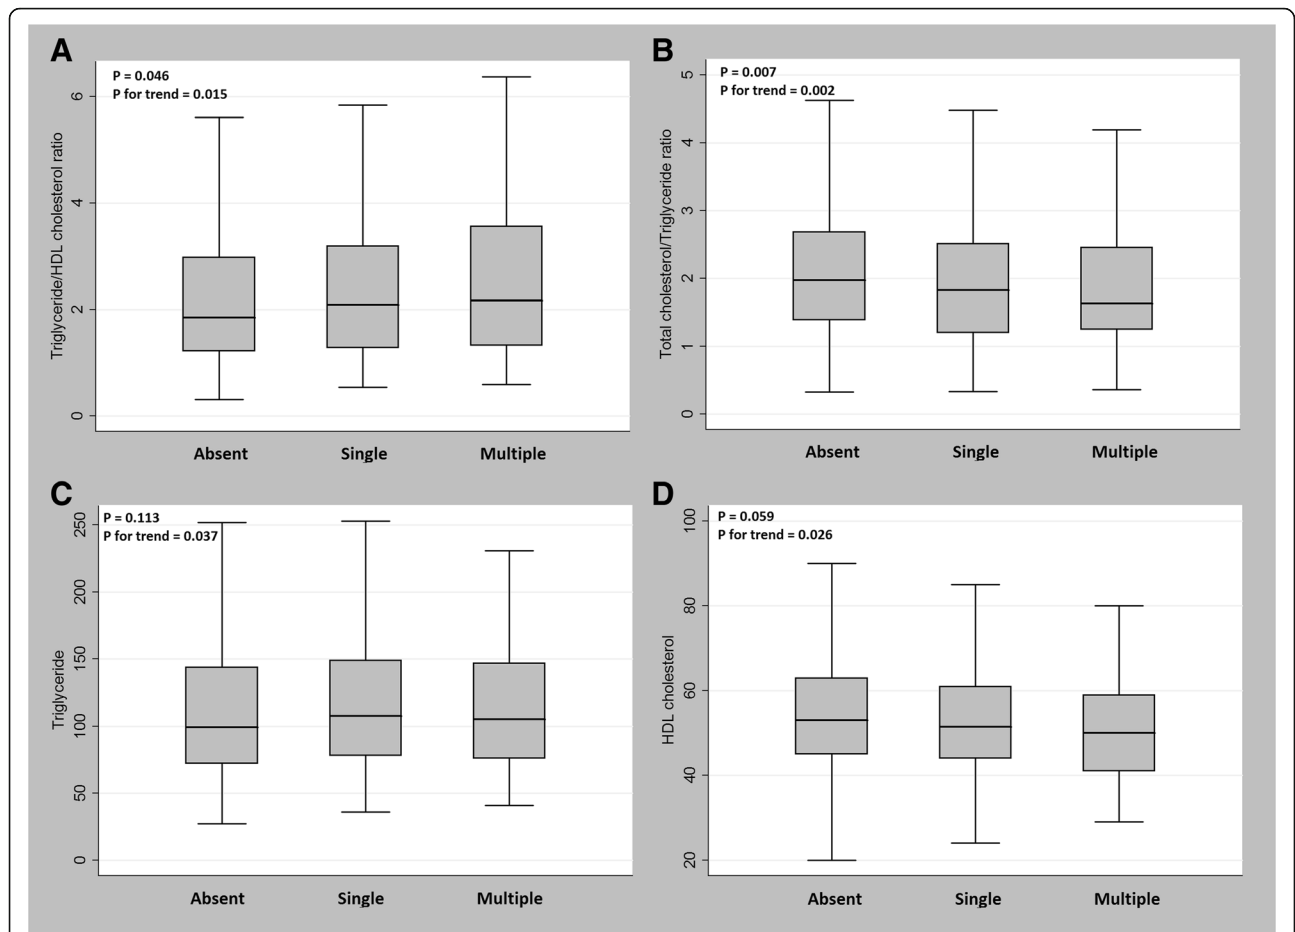 A
P = 0.046
P for trend = 0.015
Triglyceride/HDL cholesterol ratio
6
4
2
0
Absent Single Multiple
B
P = 0.007
P for trend = 0.002
Total cholesterol/Triglyceride ratio
5
4
3
2
1
0
Absent Single Multiple
C
P = 0.113
P for trend = 0.037
Triglyceride
250
200
150
100
50
0
Absent Single Multiple
D
P = 0.059
P for trend = 0.026
HDL cholesterol
100
80
60
40
20
Absent Single Multiple